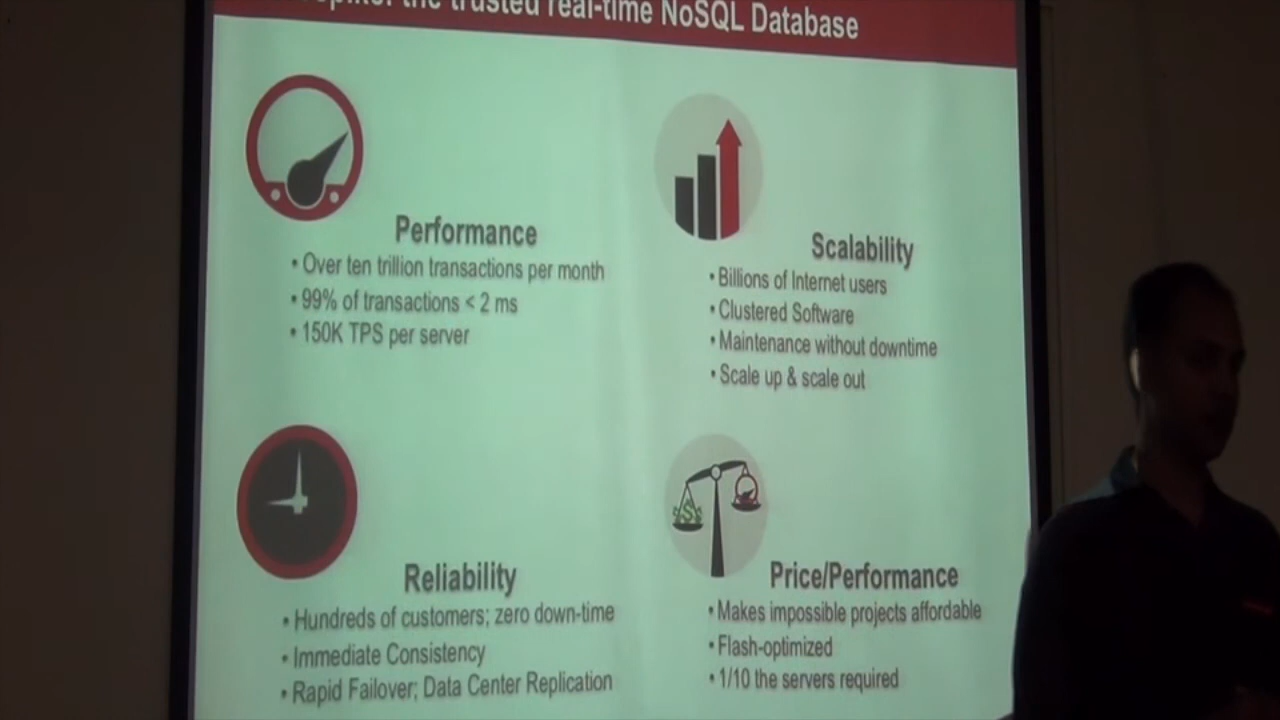 the trusted real-time NoSQL Database
Performance
• Over ten trillion transactions per month
• 99% of transactions < 2 ms
• 150K TPS per server
Scalability
• Billions of Internet users
• Clustered Software
• Maintenance without downtime
• Scale up & scale out
Reliability
• Hundreds of customers; zero down-time
• Immediate Consistency
• Rapid Failover; Data Center Replication
Price/Performance
• Makes impossible projects affordable
• Flash-optimized
• 1/10 the servers required